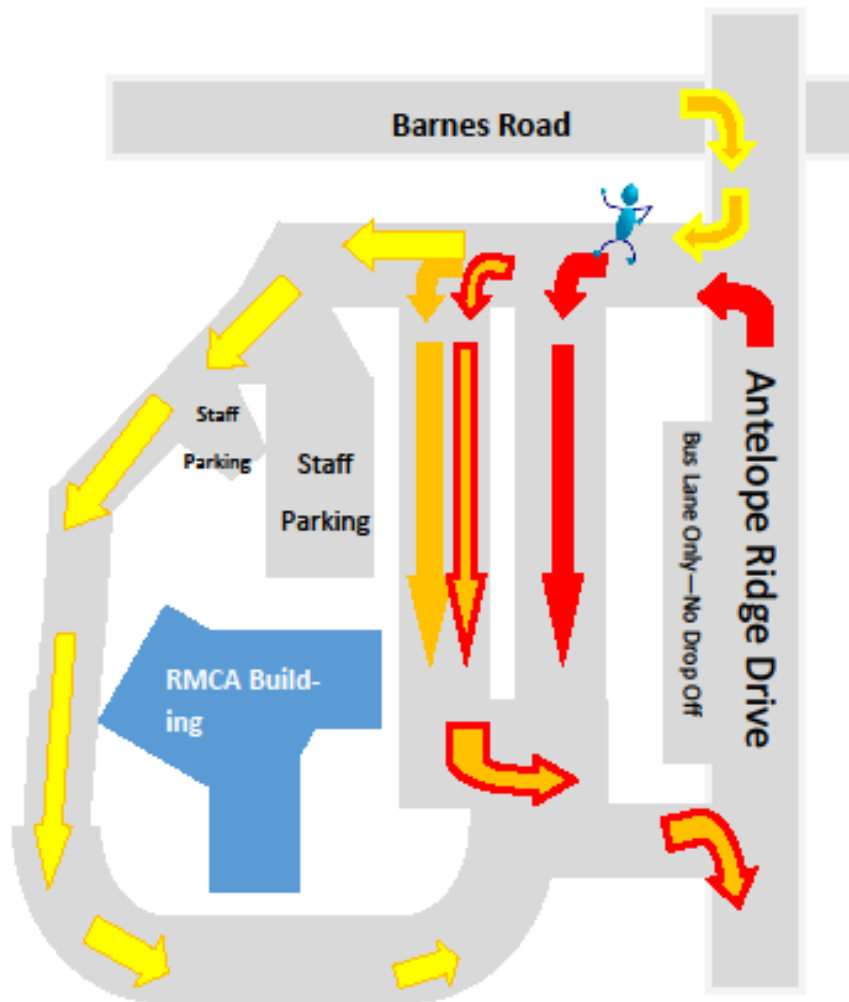 Barnes Road
Staff
Parking
Staff
Parking
Bus Lane Only—No Drop Off
Antelope Ridge Drive
RMCA Build-
ing